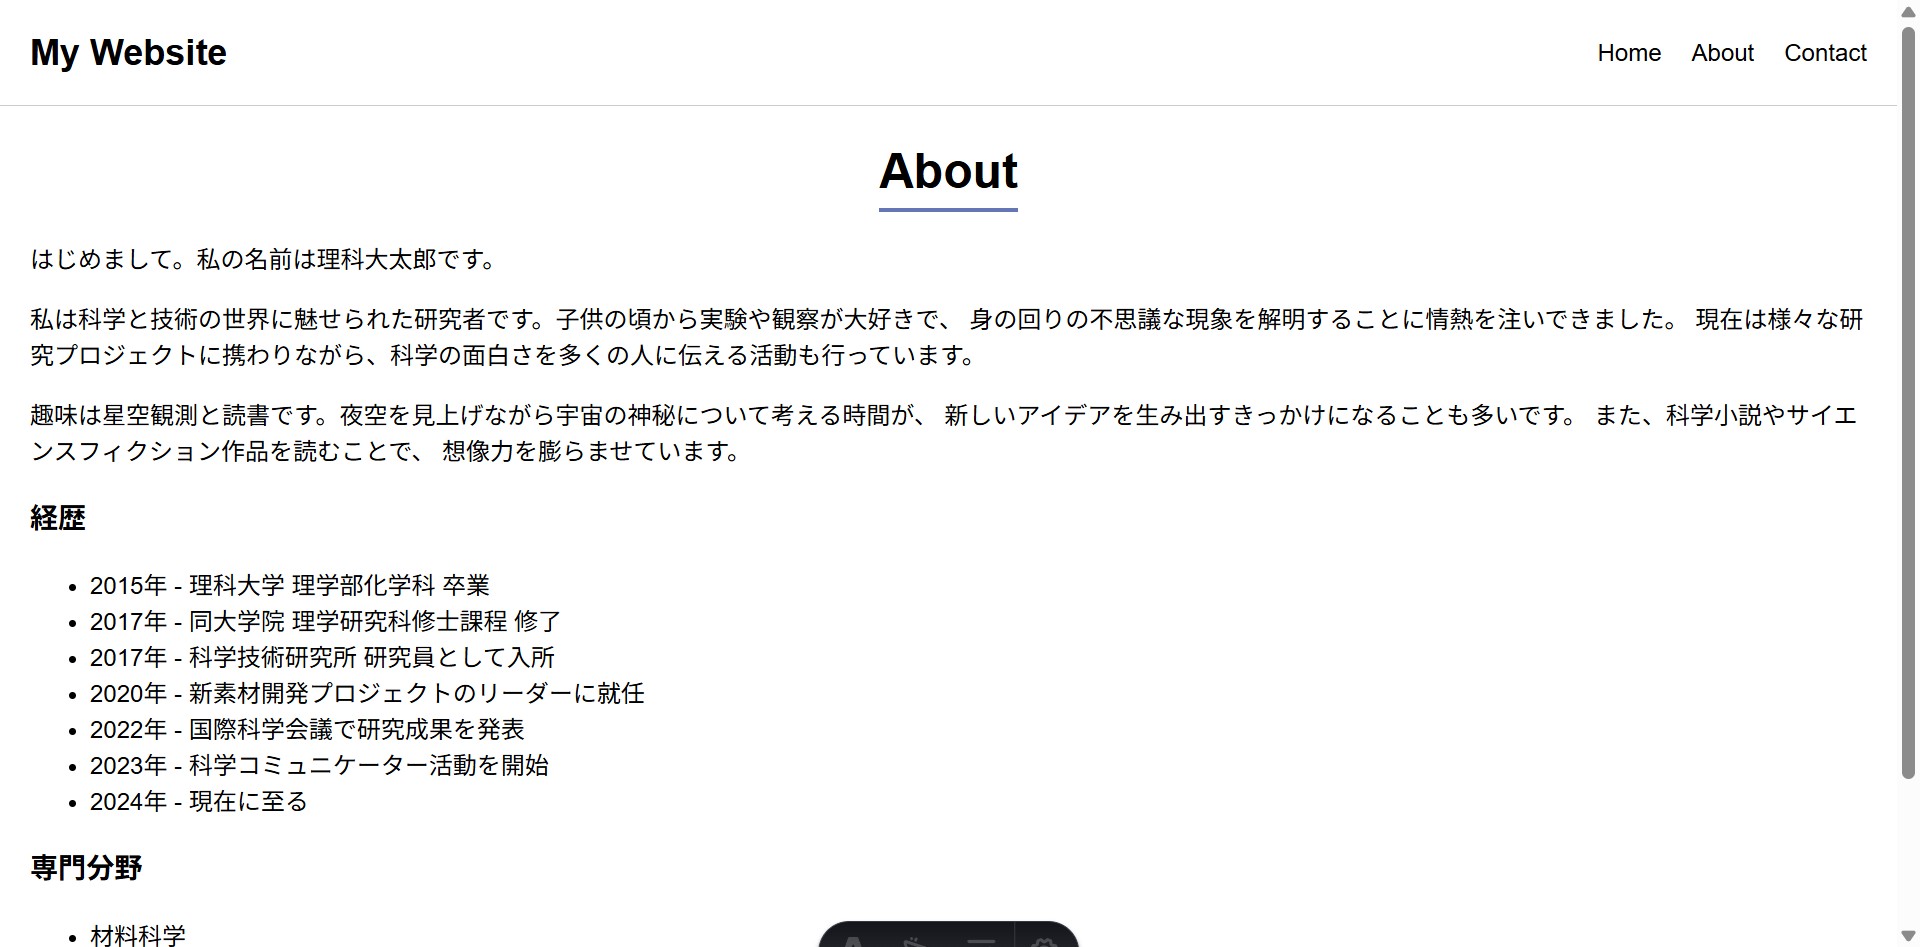 My Website
Home About Contact
About
はじめまして。私の名前は理科大太郎です。
私は科学と技術の世界に魅せられた研究者です。子供の頃から実験や観察が大好きで、 身の回りの不思議な現象を解明することに情熱を注いできました。 現在は様々な研
究プロジェクトに携わりながら、科学の面白さを多くの人に伝える活動も行っています。
趣味は星空観測と読書です。夜空を見上げながら宇宙の神秘について考える時間が、 新しいアイデアを生み出すきっかけになることも多いです。 また、科学小説やサイエ
ンスフィクション作品を読むことで、 想像力を膨らませています。
経歴
• 2015年 - 理科大学 理学部化学科 卒業
• 2017年 - 同大学院 理学研究科修士課程 修了
• 2017年 - 科学技術研究所 研究員として入所
• 2020年 - 新素材開発プロジェクトのリーダーに就任
• 2022年 - 国際科学会議で研究成果を発表
• 2023年 - 科学コミュニケーター活動を開始
• 2024年 - 現在に至る
専門分野
• 材料科学